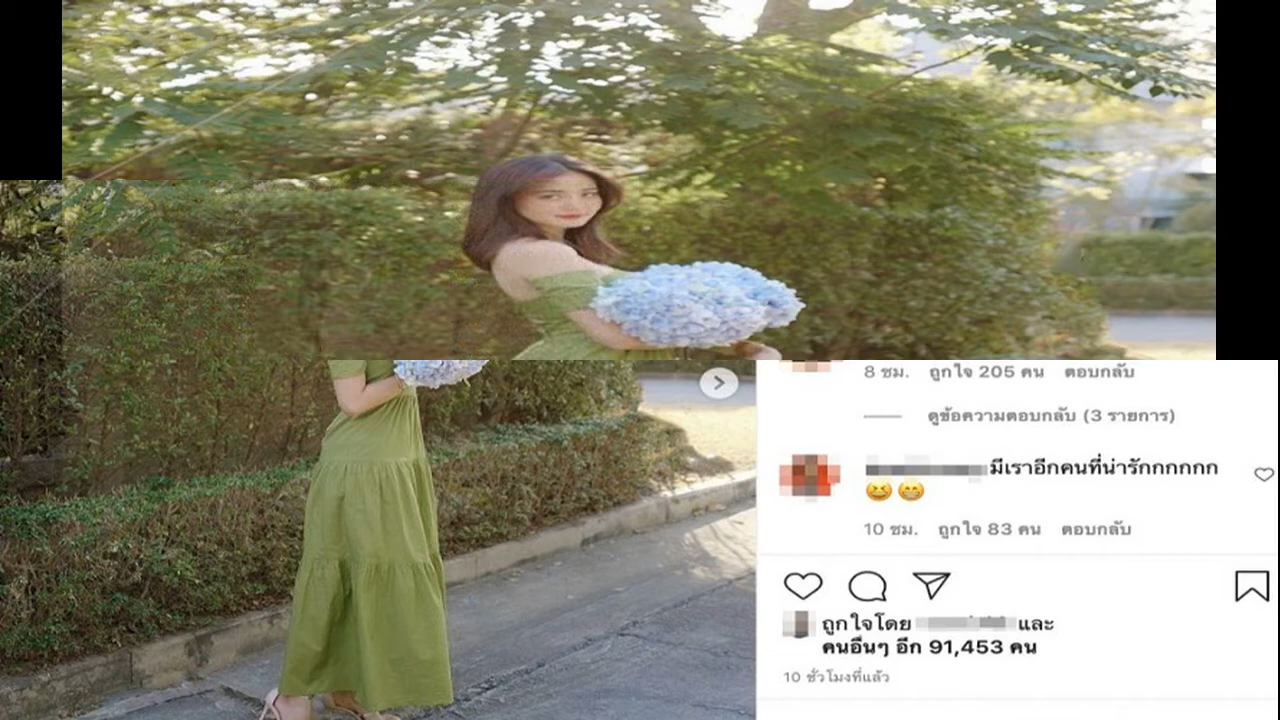 8 ชม. ถูกใจ 205 คน ตอบกลับ
ดูข้อความตอบกลับ (3 รายการ)
มีเราอีกคนที่น่ารักกกกกก
😆😁
10 ชม. ถูกใจ 83 คน ตอบกลับ
ถูกใจโดย และ
คนอื่นๆ อีก 91,453 คน
10 ชั่วโมงที่แล้ว